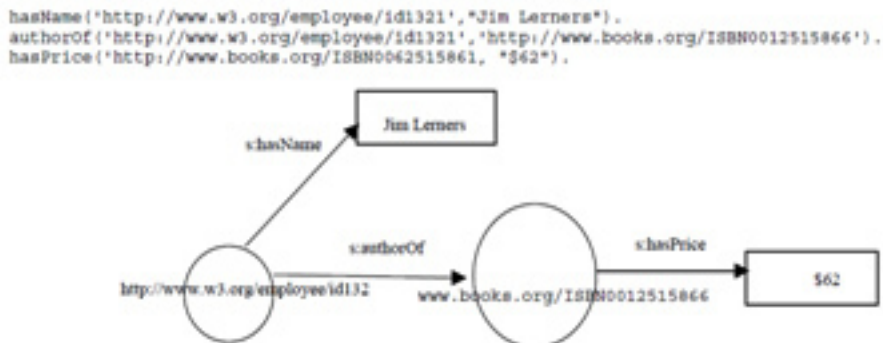 hasName('http://www.w3.org/employee/id1321',"Jim Lerners").
authorOf('http://www.w3.org/employee/id1321','http://www.books.org/ISBN0012515866').
hasPrice('http://www.books.org/ISBN0062515861, "$62").
Jim Lerners
s:hasName
s:authorOf
s:hasPrice
http://www.w3.org/employee/id132
www.books.org/ISBN0012515866
$62